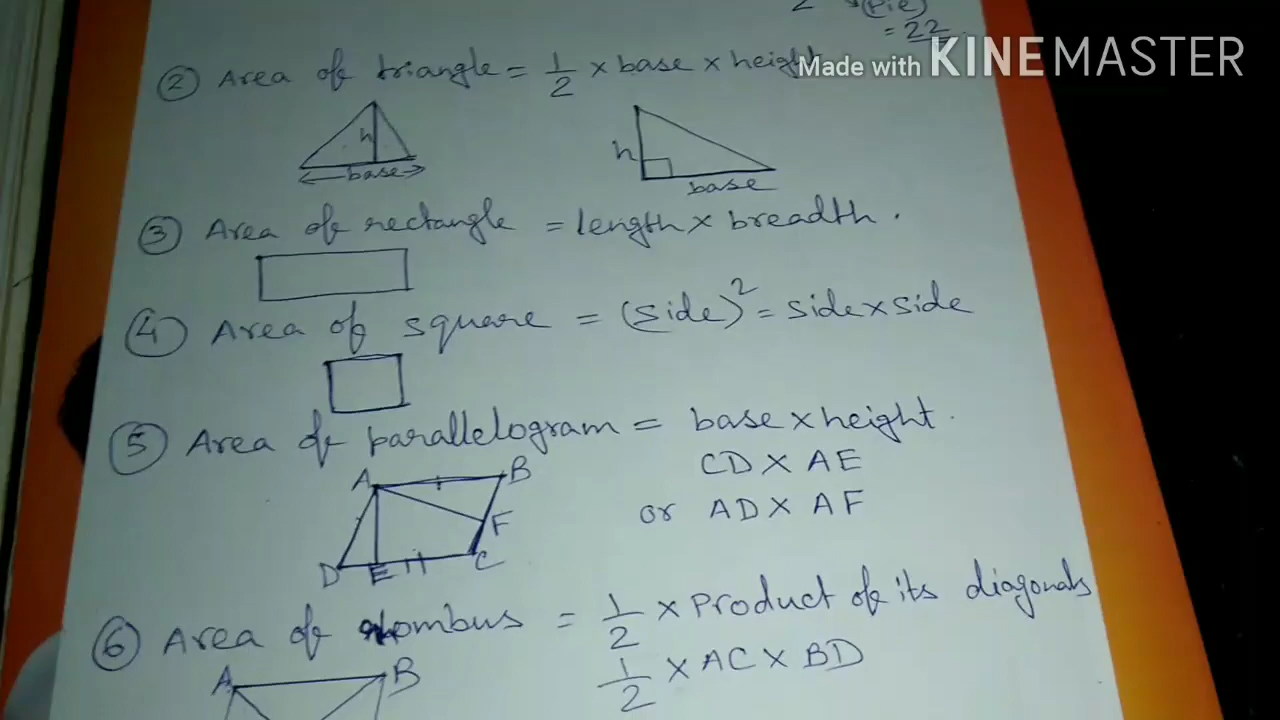 (Pie)
= 22
② Area of triangle = 1/2 × base × height
Made with KINEMASTER
h
base
h
base
③ Area of rectangle = length × breadth.
④ Area of square = (side)² = side × side
⑤ Area of parallelogram = base × height.
CD × AE
or AD × AF
A B
F
D E C
⑥ Area of rhombus = 1/2 × Product of its diagonals
1/2 × AC × BD
A B